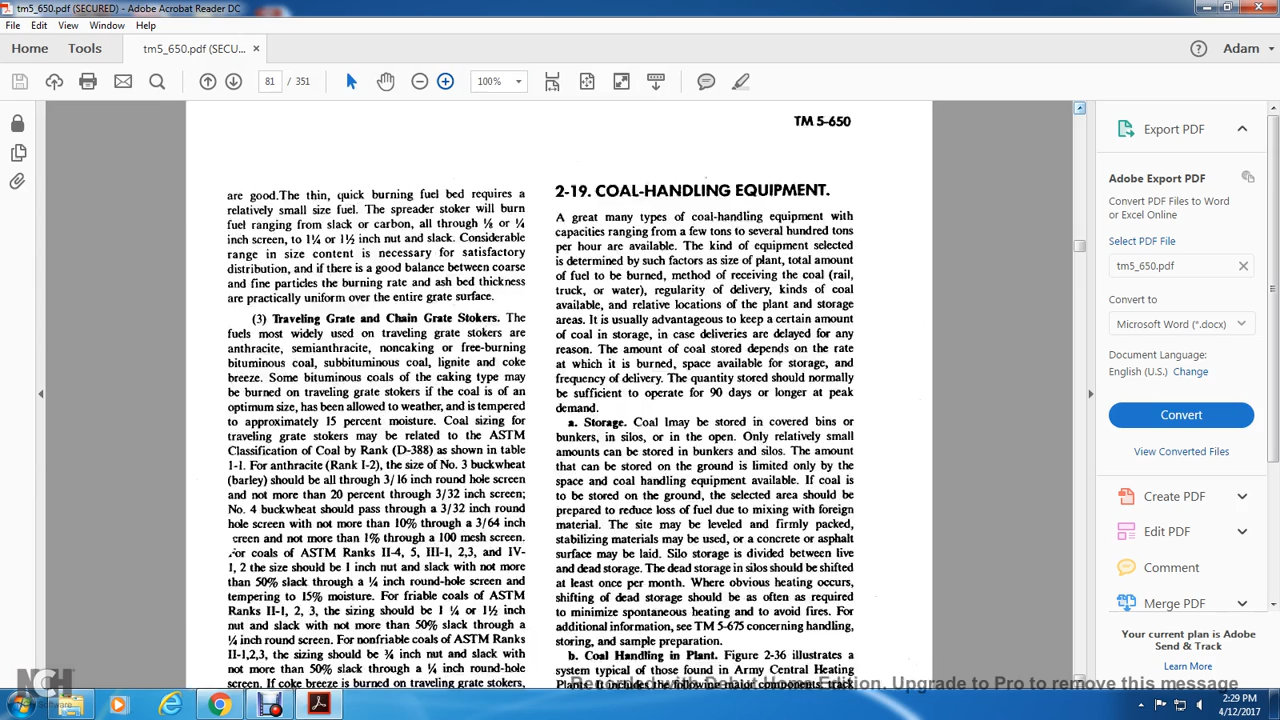 tm5_650.pdf (SECURED) - Adobe Acrobat Reader DC
File Edit View Window Help
Home Tools tm5_650.pdf (SECU... × Adam
81 / 351 100%
TM 5-650
are good.The thin, quick burning fuel bed requires a
relatively small size fuel. The spreader stoker will burn
fuel ranging from slack or carbon, all through ⅛ or ¼
inch screen, to 1¼ or 1½ inch nut and slack. Considerable
range in size content is necessary for satisfactory
distribution, and if there is a good balance between coarse
and fine particles the burning rate and ash bed thickness
are practically uniform over the entire grate surface.
(3) Traveling Grate and Chain Grate Stokers. The
fuels most widely used on traveling grate stokers are
anthracite, semianthracite, noncaking or free-burning
bituminous coal, subbituminous coal, lignite and coke
breeze. Some bituminous coals of the caking type may
be burned on traveling grate stokers if the coal is of an
optimum size, has been allowed to weather, and is tempered
to approximately 15 percent moisture. Coal sizing for
traveling grate stokers may be related to the ASTM
Classification of Coal by Rank (D-388) as shown in table
1-1. For anthracite (Rank I-2), the size of No. 3 buckwheat
(barley) should be all through 3/16 inch round hole screen
and not more than 20 percent through 3/32 inch screen;
No. 4 buckwheat should pass through a 3/32 inch round
hole screen with not more than 10% through a 3/64 inch
screen and not more than 1% through a 100 mesh screen.
For coals of ASTM Ranks II-4, 5, III-1, 2,3, and IV-
1, 2 the size should be 1 inch nut and slack with not more
than 50% slack through a ¼ inch round-hole screen and
tempering to 15% moisture. For friable coals of ASTM
Ranks II-1, 2, 3, the sizing should be 1 ¼ or 1½ inch
nut and slack with not more than 50% slack through a
¼ inch round screen. For nonfriable coals of ASTM Ranks
II-1,2,3, the sizing should be ¾ inch nut and slack with
not more than 50% slack through a ¼ inch round-hole
screen. If coke breeze is burned on traveling grate stokers,
2-19. COAL-HANDLING EQUIPMENT.
A great many types of coal-handling equipment with
capacities ranging from a few tons to several hundred tons
per hour are available. The kind of equipment selected
is determined by such factors as size of plant, total amount
of fuel to be burned, method of receiving the coal (rail,
truck, or water), regularity of delivery, kinds of coal
available, and relative locations of the plant and storage
areas. It is usually advantageous to keep a certain amount
of coal in storage, in case deliveries are delayed for any
reason. The amount of coal stored depends on the rate
at which it is burned, space available for storage, and
frequency of delivery. The quantity stored should normally
be sufficient to operate for 90 days or longer at peak
demand.
a. Storage. Coal lmay be stored in covered bins or
bunkers, in silos, or in the open. Only relatively small
amounts can be stored in bunkers and silos. The amount
that can be stored on the ground is limited only by the
space and coal handling equipment available. If coal is
to be stored on the ground, the selected area should be
prepared to reduce loss of fuel due to mixing with foreign
material. The site may be leveled and firmly packed,
stabilizing materials may be used, or a concrete or asphalt
surface may be laid. Silo storage is divided between live
and dead storage. The dead storage in silos should be shifted
at least once per month. Where obvious heating occurs,
shifting of dead storage should be as often as required
to minimize spontaneous heating and to avoid fires. For
additional information, see TM 5-675 concerning handling,
storing, and sample preparation.
b. Coal Handling in Plant. Figure 2-36 illustrates a
system typical of those found in Army Central Heating
Plants. It includes the following major components: track
Export PDF
Adobe Export PDF
Convert PDF Files to Word
or Excel Online
Select PDF File
tm5_650.pdf
Convert to
Microsoft Word (*.docx)
Document Language:
English (U.S.) Change
Convert
View Converted Files
Create PDF
Edit PDF
Comment
Merge PDF
Your current plan is Adobe
Send & Track
Learn More
Recorded with Debut Home Edition. Upgrade to Pro to remove this message
NCH
Software
2:29 PM
4/12/2017